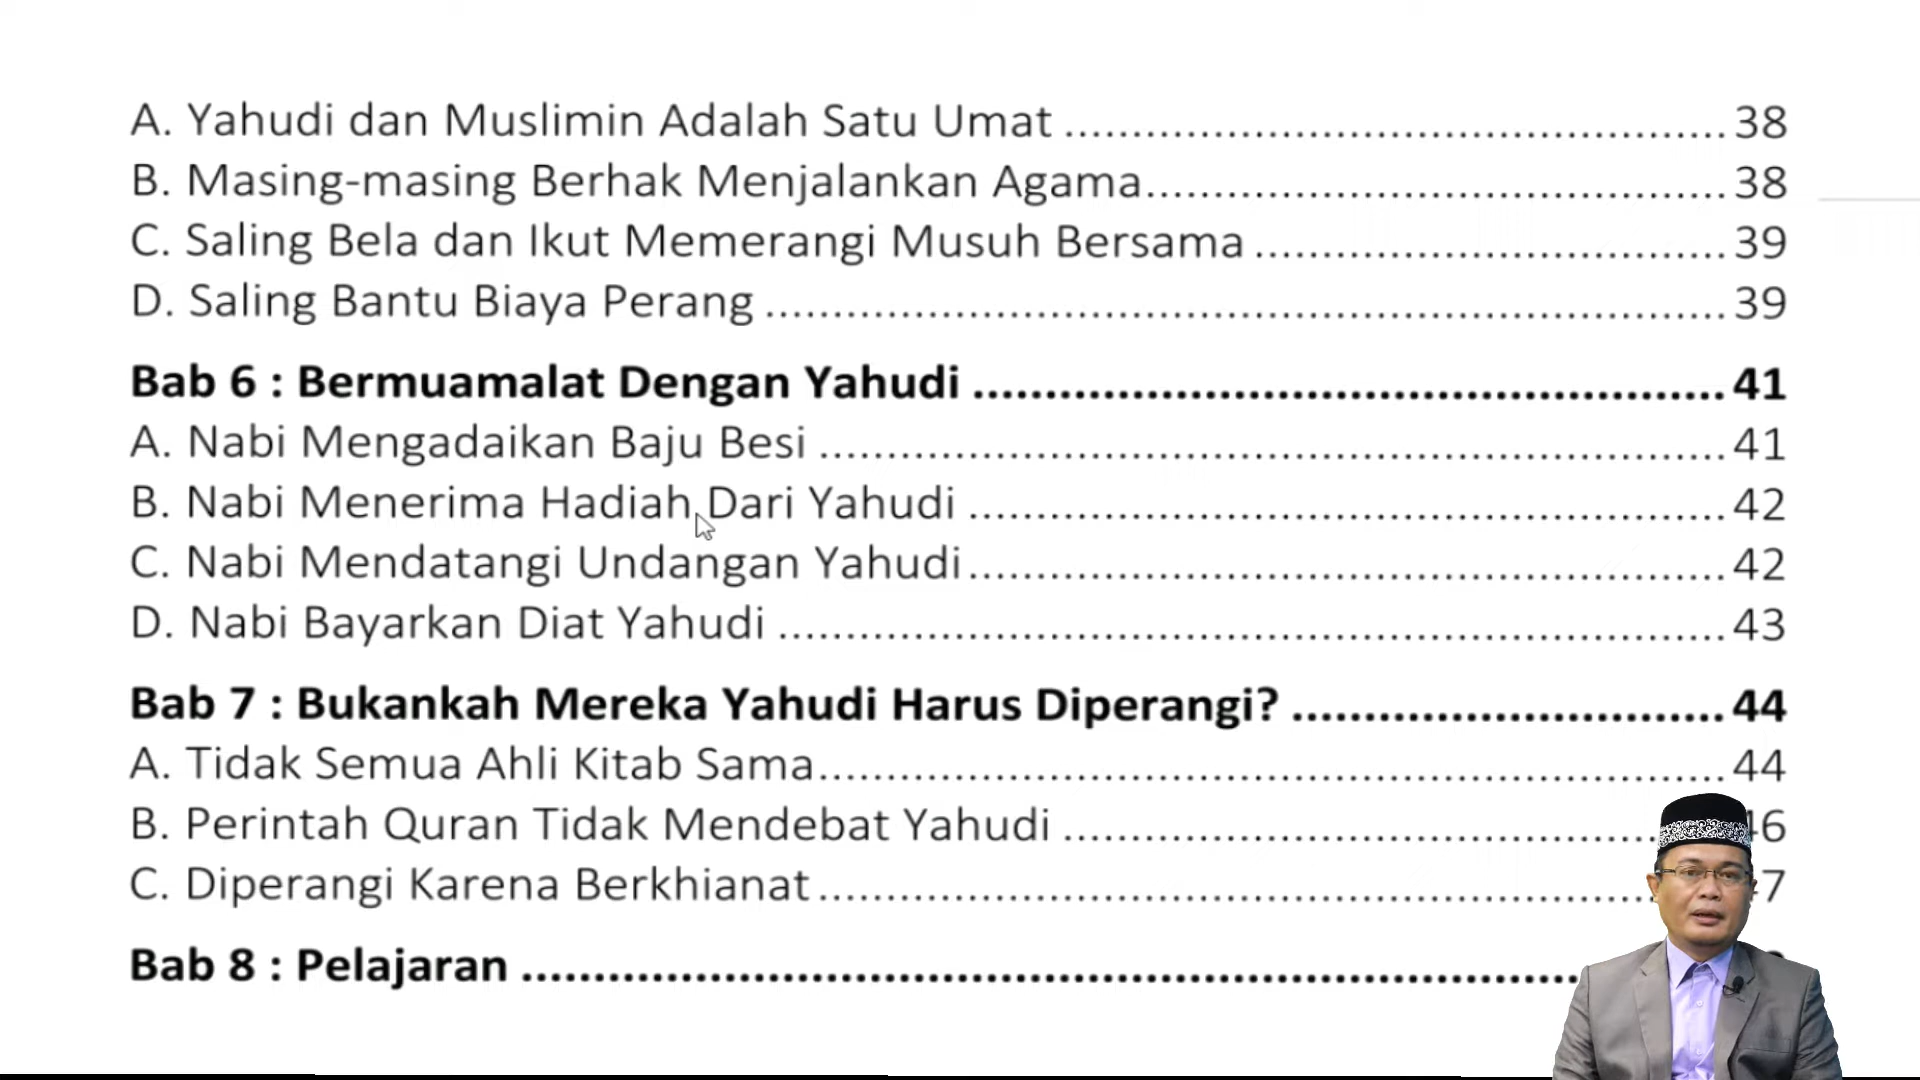 A. Yahudi dan Muslimin Adalah Satu Umat ................................................ 38
B. Masing-masing Berhak Menjalankan Agama.......................................... 38
C. Saling Bela dan Ikut Memerangi Musuh Bersama .................................. 39
D. Saling Bantu Biaya Perang ...................................................................... 39
Bab 6 : Bermuamalat Dengan Yahudi .................................................... 41
A. Nabi Mengadaikan Baju Besi .................................................................. 41
B. Nabi Menerima Hadiah Dari Yahudi ....................................................... 42
C. Nabi Mendatangi Undangan Yahudi....................................................... 42
D. Nabi Bayarkan Diat Yahudi ..................................................................... 43
Bab 7 : Bukankah Mereka Yahudi Harus Diperangi? .............................. 44
A. Tidak Semua Ahli Kitab Sama.................................................................. 44
B. Perintah Quran Tidak Mendebat Yahudi ...........................................
C. Diperangi Karena Berkhianat .............................................................
Bab 8 : Pelajaran .........................................................................